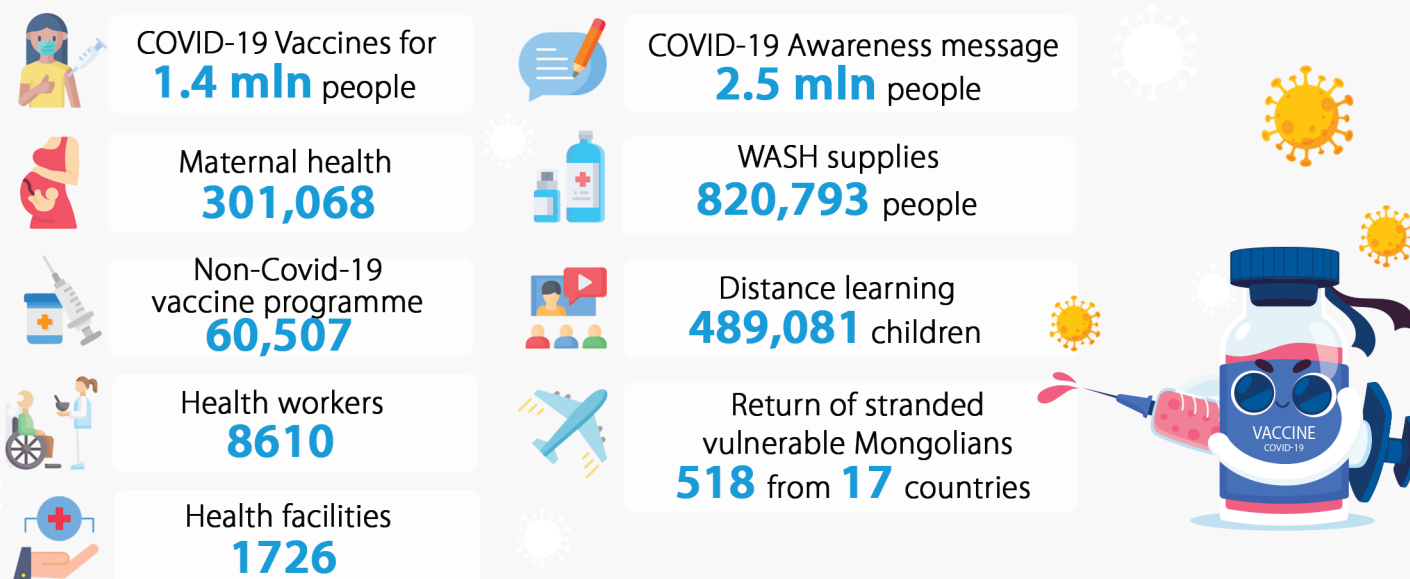 COVID-19 Vaccines for
1.4 mln people
Maternal health
301,068
Non-Covid-19
vaccine programme
60,507
Health workers
8610
Health facilities
1726
COVID-19 Awareness message
2.5 mln people
WASH supplies
820,793 people
Distance learning
489,081 children
Return of stranded
vulnerable Mongolians
518 from 17 countries
VACCINE
COVID-19